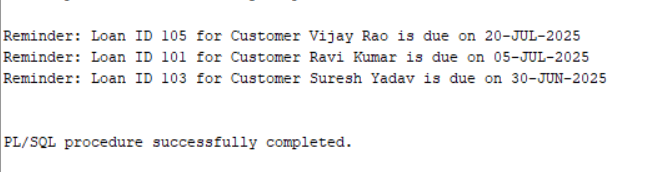 Reminder: Loan ID 105 for Customer Vijay Rao is due on 20-JUL-2025
Reminder: Loan ID 101 for Customer Ravi Kumar is due on 05-JUL-2025
Reminder: Loan ID 103 for Customer Suresh Yadav is due on 30-JUN-2025
PL/SQL procedure successfully completed.